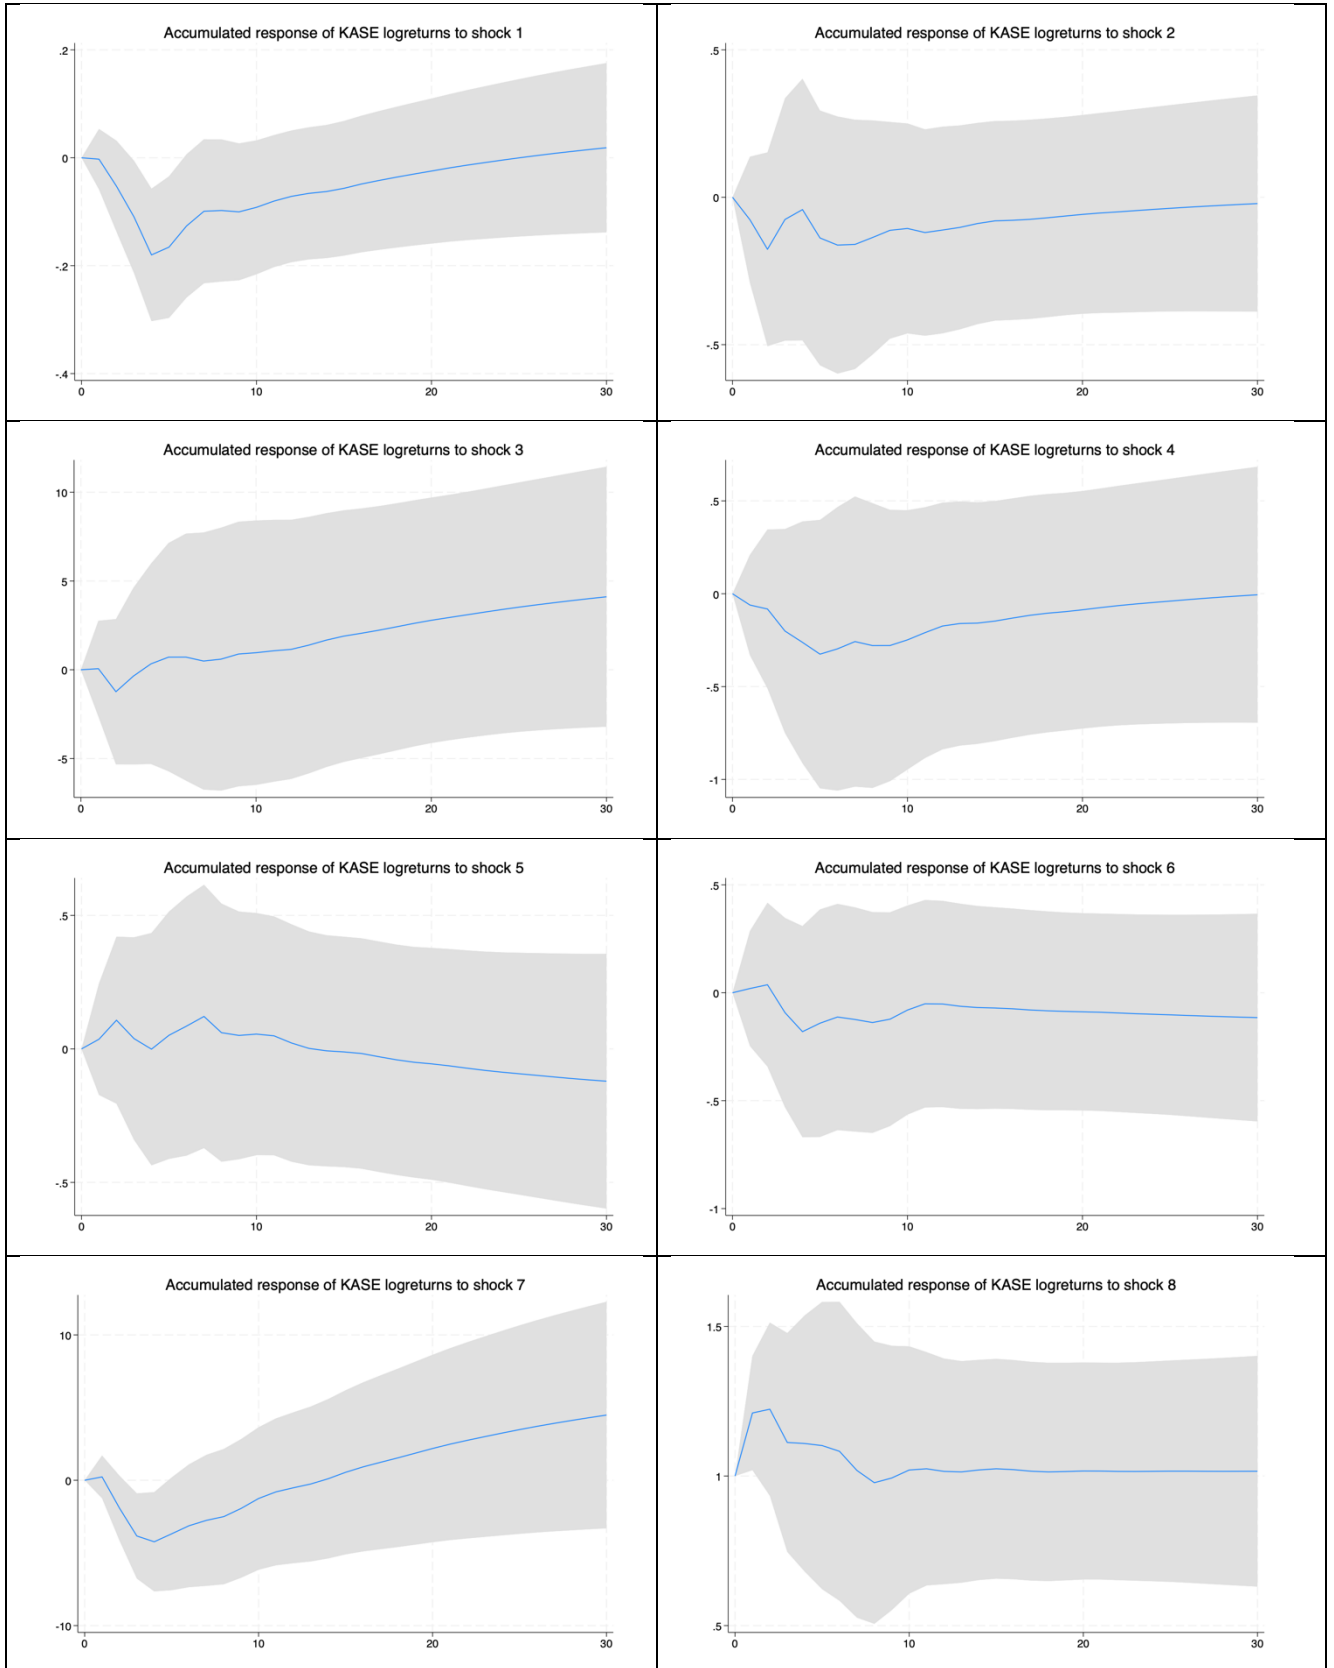 Accumulated response of KASE logreturns to shock 1
.2
0
-.2
-.4
0 10 20 30
Accumulated response of KASE logreturns to shock 2
.5
0
-.5
0 10 20 30
Accumulated response of KASE logreturns to shock 3
10
5
0
-5
0 10 20 30
Accumulated response of KASE logreturns to shock 4
.5
0
-.5
-1
0 10 20 30
Accumulated response of KASE logreturns to shock 5
.5
0
-.5
0 10 20 30
Accumulated response of KASE logreturns to shock 6
.5
0
-.5
-1
0 10 20 30
Accumulated response of KASE logreturns to shock 7
10
0
-10
0 10 20 30
Accumulated response of KASE logreturns to shock 8
1.5
1
.5
0 10 20 30